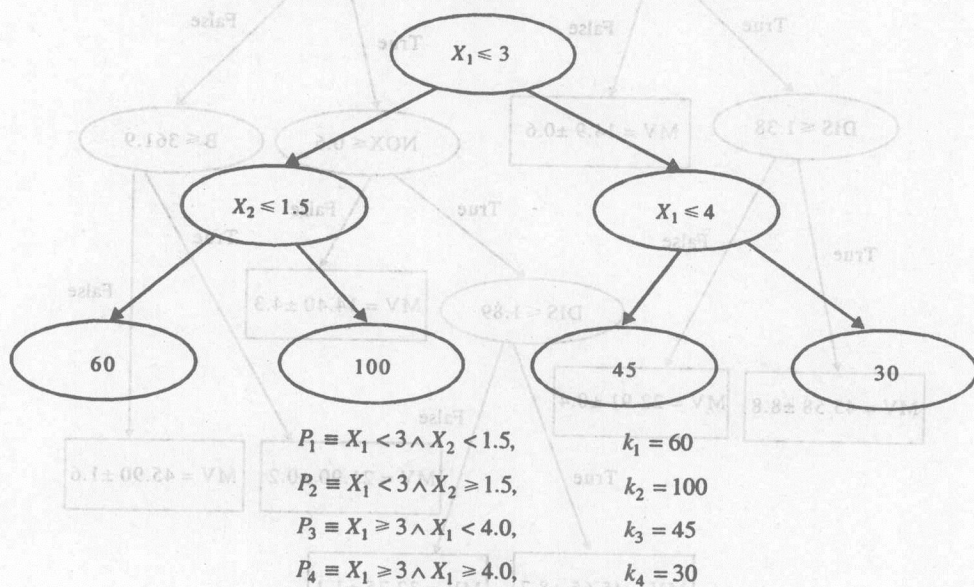 X₁ ≤ 3
X₂ ≤ 1.5
X₁ ≤ 4
60
100
45
30
P₁ ≡ X₁ < 3 ∧ X₂ < 1.5, k₁ = 60
P₂ ≡ X₁ < 3 ∧ X₂ ≥ 1.5, k₂ = 100
P₃ ≡ X₁ ≥ 3 ∧ X₁ < 4.0, k₃ = 45
P₄ ≡ X₁ ≥ 3 ∧ X₁ ≥ 4.0, k₄ = 30